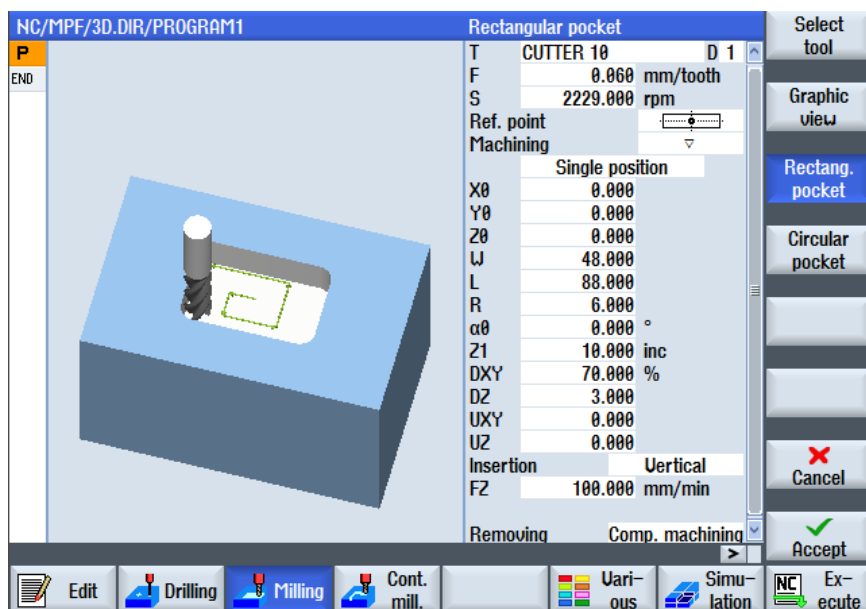 NC/MPF/3D.DIR/PROGRAM1
Rectangular pocket
P
END
T CUTTER 10 D 1
F 0.060 mm/tooth
S 2229.000 rpm
Ref. point
Machining ▽
Single position
X0 0.000
Y0 0.000
Z0 0.000
W 48.000
L 88.000
R 6.000
α0 0.000 °
Z1 10.000 inc
DXY 70.000 %
DZ 3.000
UXY 0.000
UZ 0.000
Insertion Vertical
FZ 100.000 mm/min
Removing Comp. machining
>
Select
tool
Graphic
view
Rectang.
pocket
Circular
pocket
Cancel
Accept
Edit
Drilling
Milling
Cont.
mill.
Vari-
ous
Simu-
lation
NC
Ex-
ecute